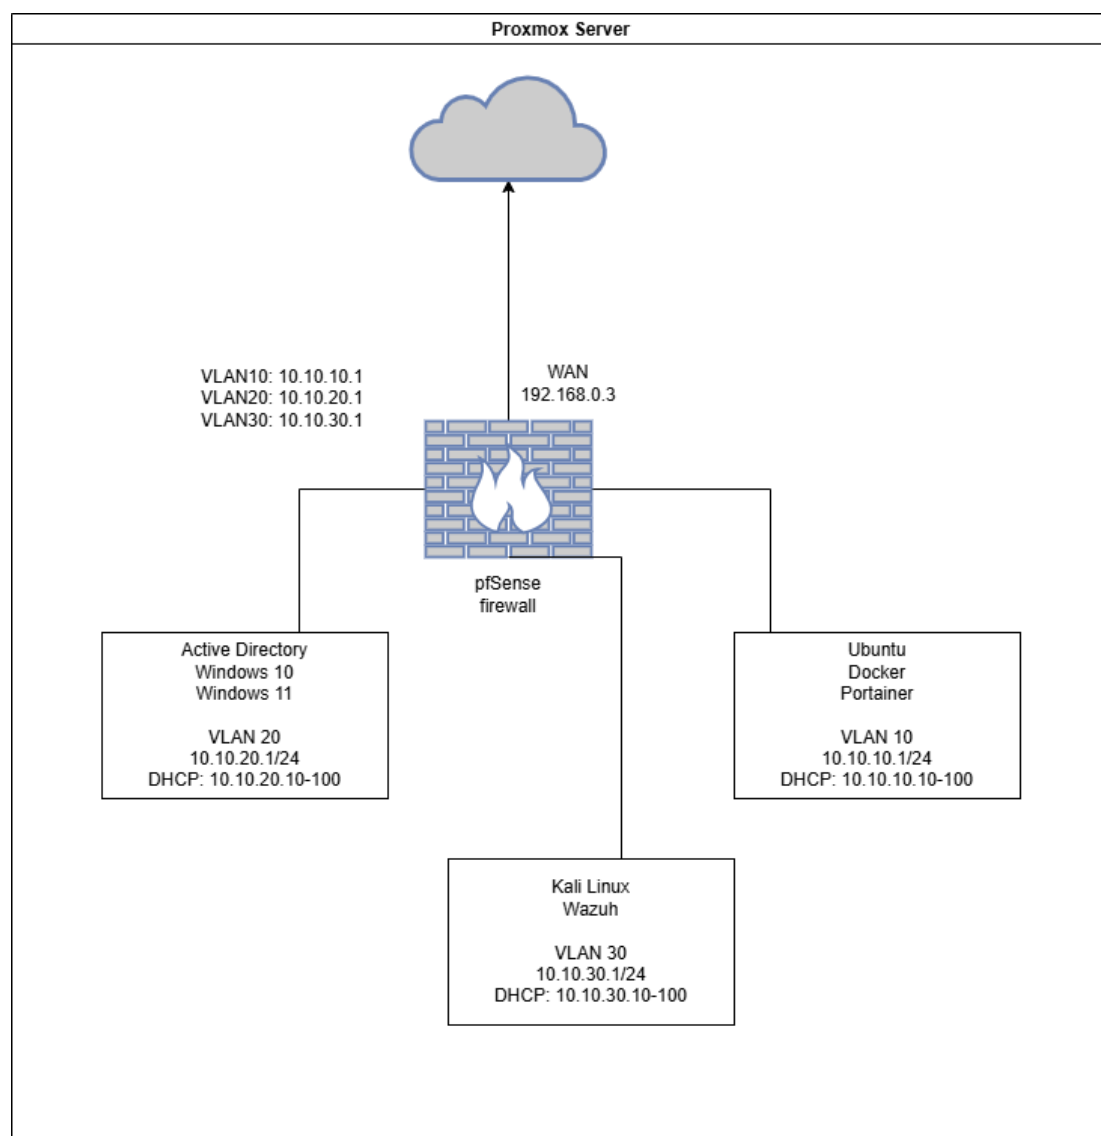 Proxmox Server
VLAN10: 10.10.10.1
VLAN20: 10.10.20.1
VLAN30: 10.10.30.1
WAN
192.168.0.3
pfSense
firewall
Active Directory
Windows 10
Windows 11
VLAN 20
10.10.20.1/24
DHCP: 10.10.20.10-100
Ubuntu
Docker
Portainer
VLAN 10
10.10.10.1/24
DHCP: 10.10.10.10-100
Kali Linux
Wazuh
VLAN 30
10.10.30.1/24
DHCP: 10.10.30.10-100